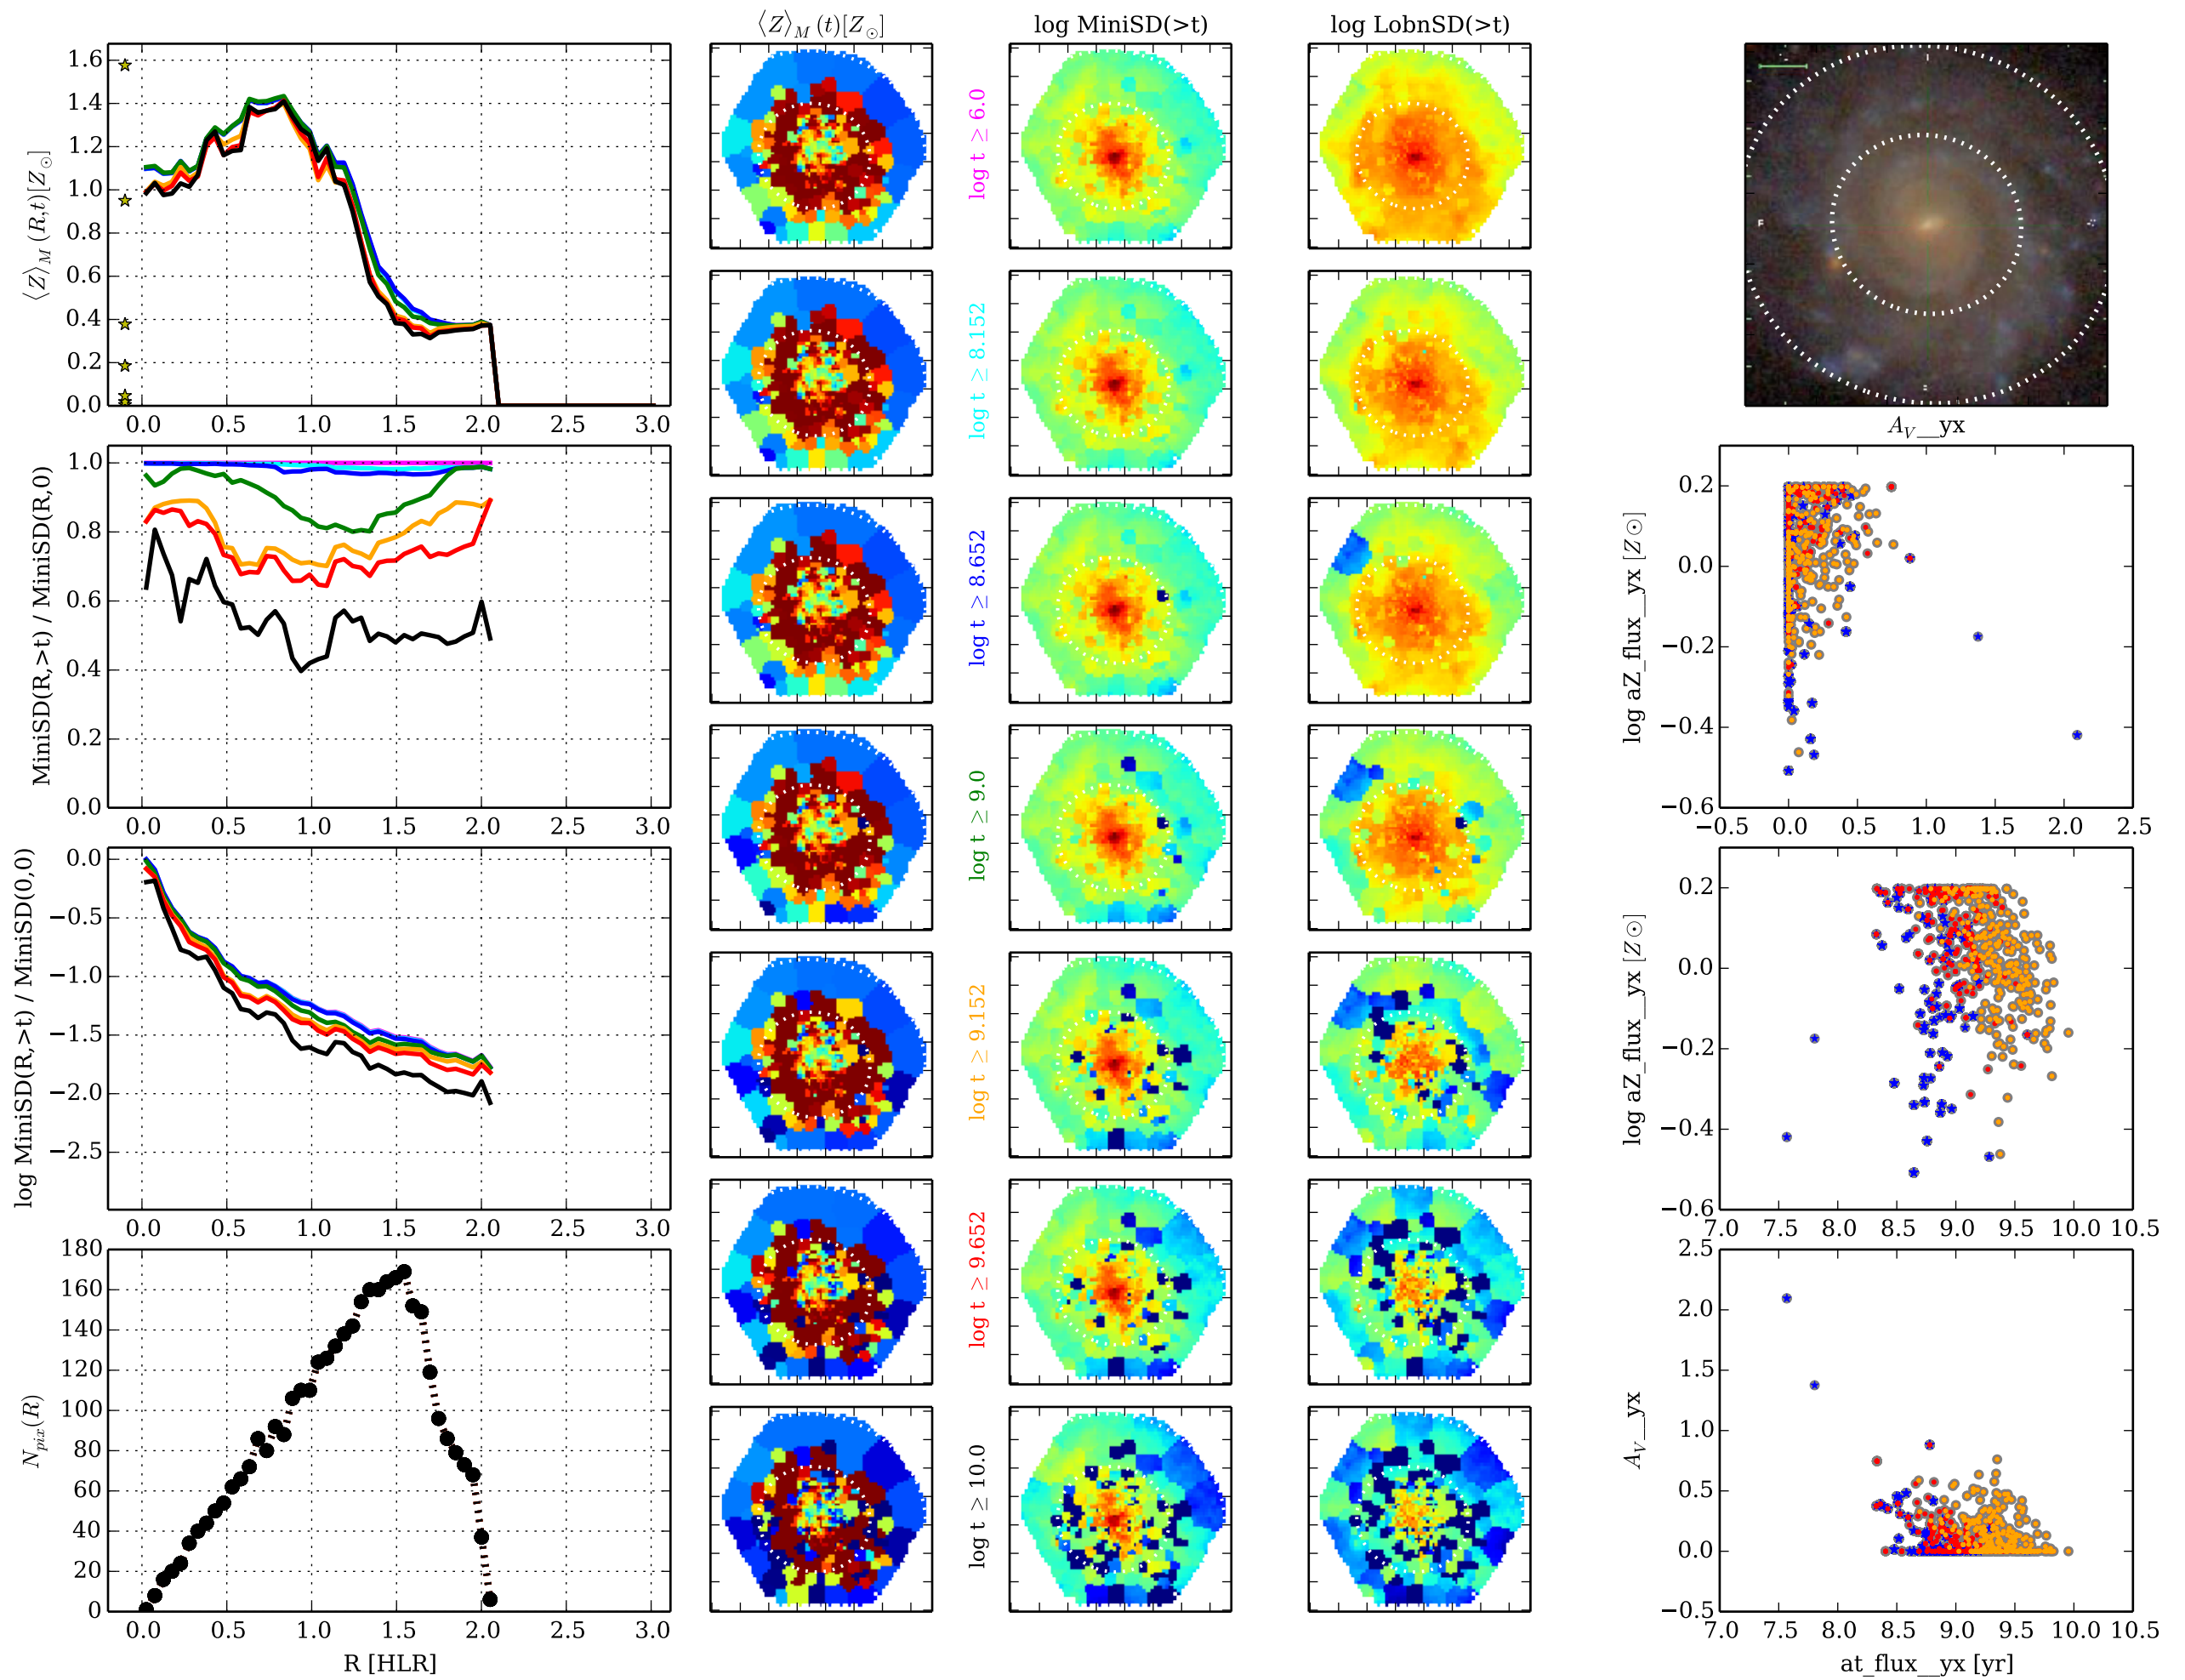 ⟨Z⟩_M (t)[Z_⊙]
log MiniSD(>t)
log LobnSD(>t)
⟨Z⟩_M (R,t)[Z_⊙]
1.6
1.4
1.2
1.0
0.8
0.6
0.4
0.2
0.0
0.0 0.5 1.0 1.5 2.0 2.5 3.0
MiniSD(R,>t) / MiniSD(R,0)
1.0
0.8
0.6
0.4
0.2
0.0
0.0 0.5 1.0 1.5 2.0 2.5 3.0
log MiniSD(R,>t) / MiniSD(0,0)
0.0
−0.5
−1.0
−1.5
−2.0
−2.5
0.0 0.5 1.0 1.5 2.0 2.5 3.0
N_pix(R)
180
160
140
120
100
80
60
40
20
0
0.0 0.5 1.0 1.5 2.0 2.5 3.0
R [HLR]
log t ≥ 6.0
log t ≥ 8.152
log t ≥ 8.652
log t ≥ 9.0
log t ≥ 9.152
log t ≥ 9.652
log t ≥ 10.0
A_V__yx
log aZ_flux__yx [Z⊙]
0.2
0.0
−0.2
−0.4
−0.6
−0.5 0.0 0.5 1.0 1.5 2.0 2.5
log aZ_flux__yx [Z⊙]
0.2
0.0
−0.2
−0.4
−0.6
7.0 7.5 8.0 8.5 9.0 9.5 10.0 10.5
A_V__yx
2.5
2.0
1.5
1.0
0.5
0.0
−0.5
7.0 7.5 8.0 8.5 9.0 9.5 10.0 10.5
at_flux__yx [yr]